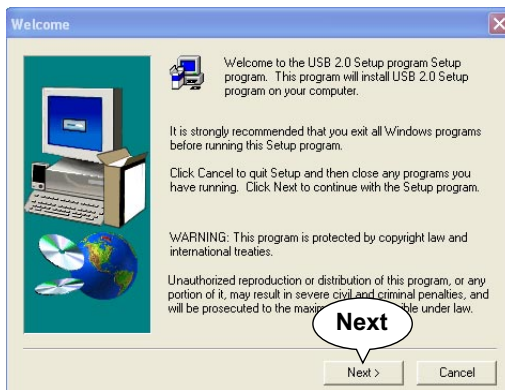 Welcome
Welcome to the USB 2.0 Setup program Setup
program. This program will install USB 2.0 Setup
program on your computer.
It is strongly recommended that you exit all Windows programs
before running this Setup program.
Click Cancel to quit Setup and then close any programs you
have running. Click Next to continue with the Setup program.
WARNING: This program is protected by copyright law and
international treaties.
Unauthorized reproduction or distribution of this program, or any
portion of it, may result in severe civil and criminal penalties, and
will be prosecuted to the under law.
Next
Next >
Cancel